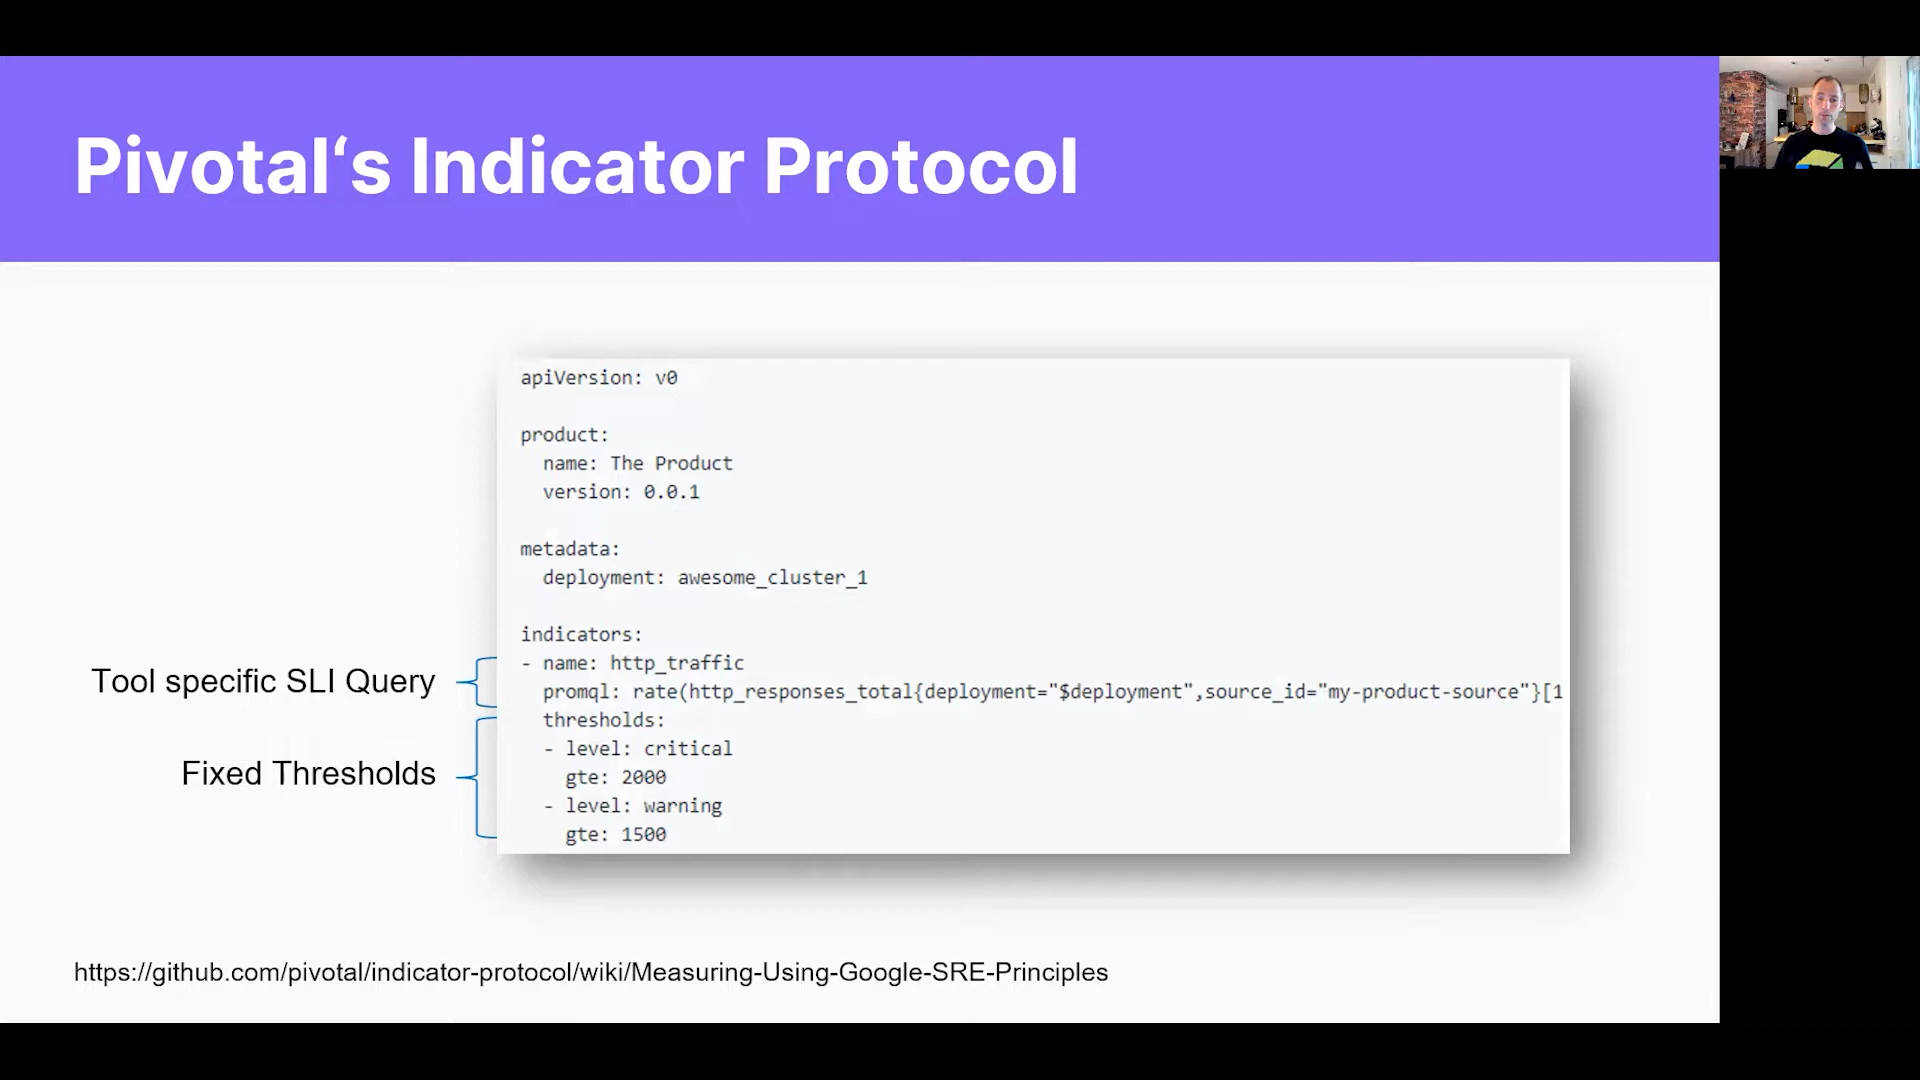 Pivotal‘s Indicator Protocol
apiVersion: v0
product:
name: The Product
version: 0.0.1
metadata:
deployment: awesome_cluster_1
indicators:
- name: http_traffic
promql: rate(http_responses_total{deployment="$deployment",source_id="my-product-source"}[1
thresholds:
- level: critical
gte: 2000
- level: warning
gte: 1500
Tool specific SLI Query
Fixed Thresholds
https://github.com/pivotal/indicator-protocol/wiki/Measuring-Using-Google-SRE-Principles